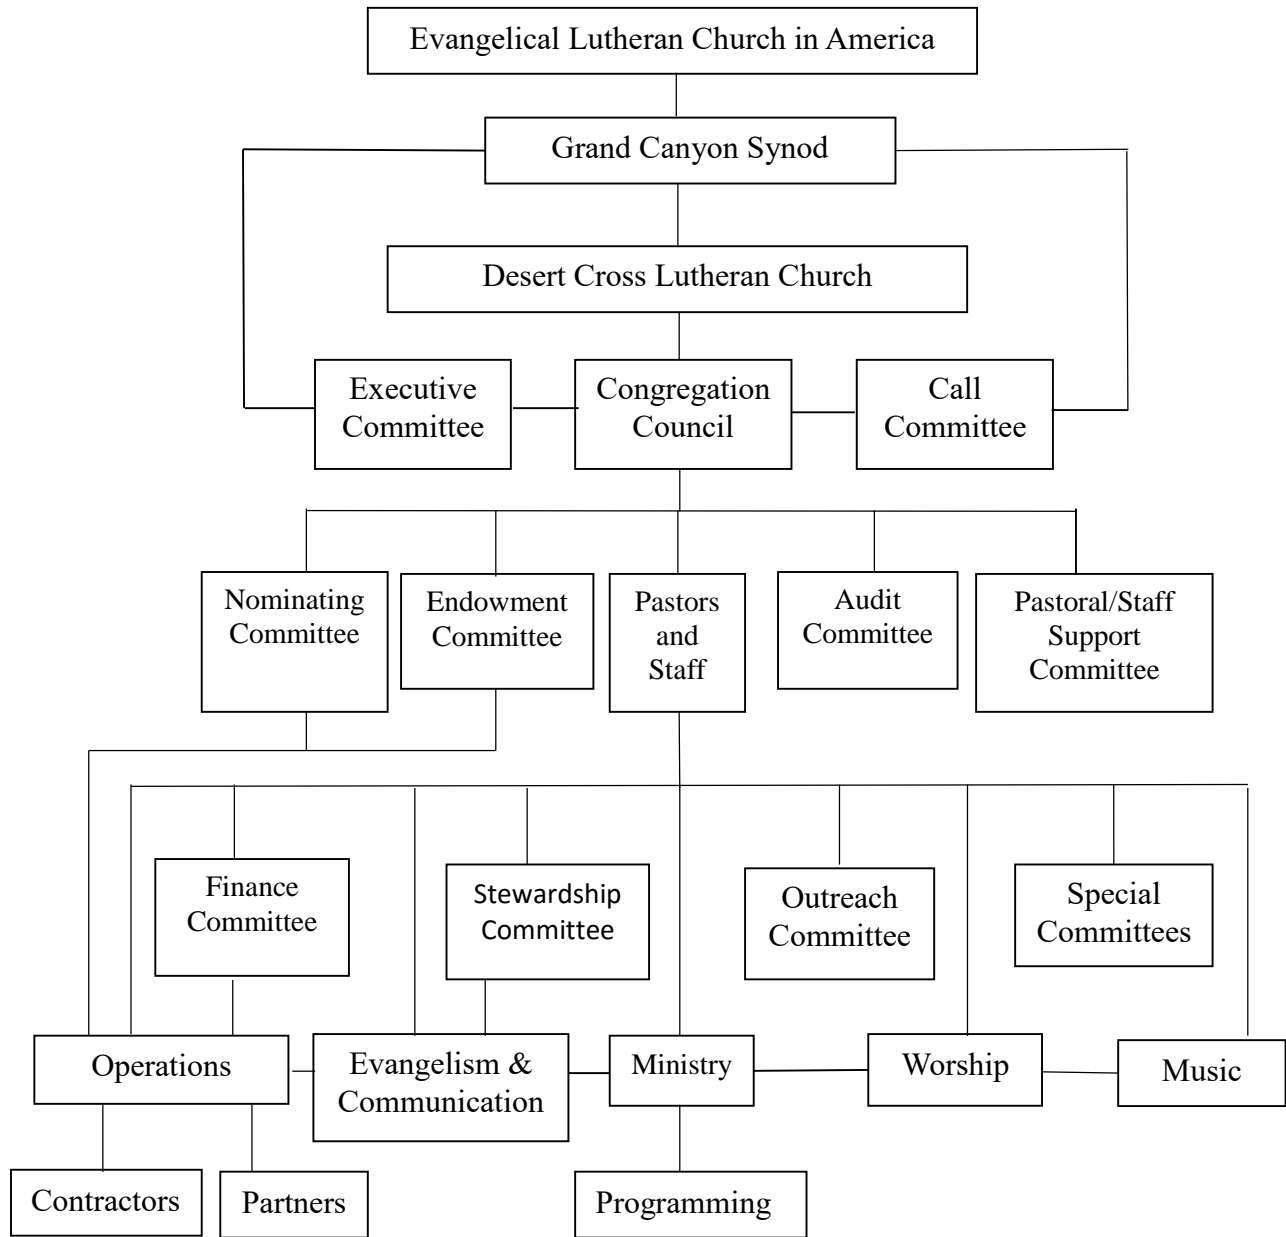 Evangelical Lutheran Church in America
Grand Canyon Synod
Desert Cross Lutheran Church
Executive
Committee
Congregation
Council
Call
Committee
Nominating
Committee
Endowment
Committee
Pastors
and
Staff
Audit
Committee
Pastoral/Staff
Support
Committee
Finance
Committee
Stewardship
Committee
Outreach
Committee
Special
Committees
Operations
Evangelism &
Communication
Ministry
Worship
Music
Contractors
Partners
Programming